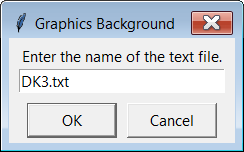 Graphics Background
Enter the name of the text file.
DK3.txt
OK
Cancel